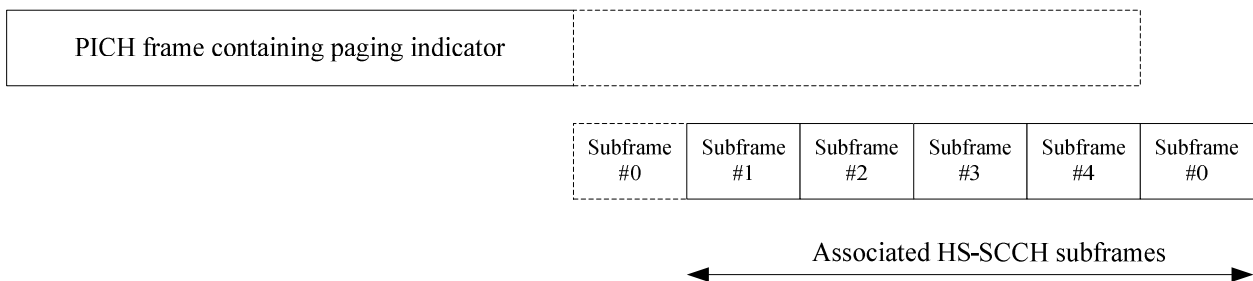 PICH frame containing paging indicator
Subframe #0
Subframe #1
Subframe #2
Subframe #3
Subframe #4
Subframe #0
Associated HS-SCCH subframes